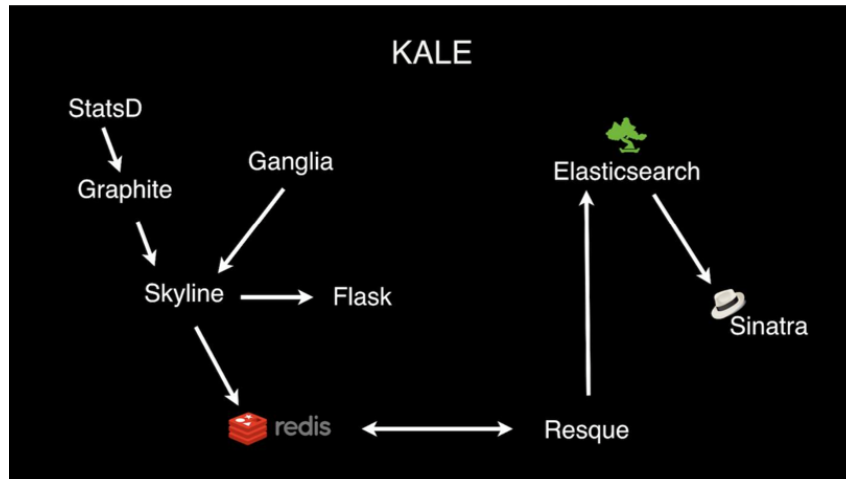 KALE
StatsD
Ganglia
Graphite
Elasticsearch
Skyline
Flask
Sinatra
redis
Resque